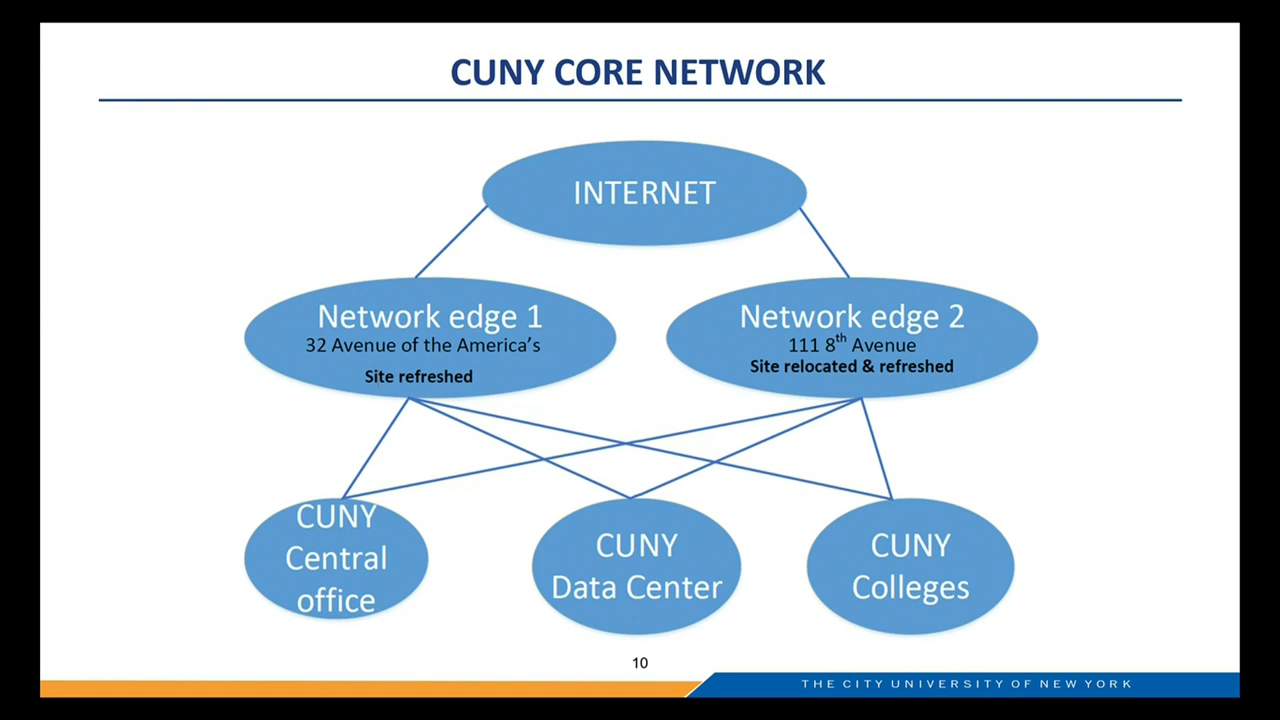 CUNY CORE NETWORK
INTERNET
Network edge 1
32 Avenue of the America's
Site refreshed
Network edge 2
111 8th Avenue
Site relocated & refreshed
CUNY
Central
office
CUNY
Data Center
CUNY
Colleges
10
THE CITY UNIVERSITY OF NEW YORK